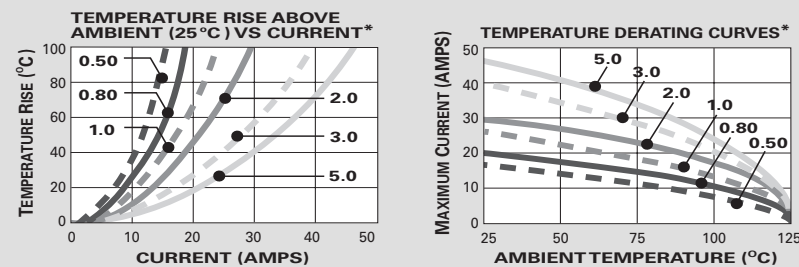 TEMPERATURE RISE ABOVE
AMBIENT (25°C) VS CURRENT*
TEMPERATURE RISE (°C)
100
80
60
40
20
0
0.50
0.80
1.0
2.0
3.0
5.0
0 10 20 30 40 50
CURRENT (AMPS)
TEMPERATURE DERATING CURVES*
MAXIMUM CURRENT (AMPS)
50
40
30
20
10
0
5.0
3.0
2.0
1.0
0.80
0.50
25 50 75 100 125
AMBIENT TEMPERATURE (°C)